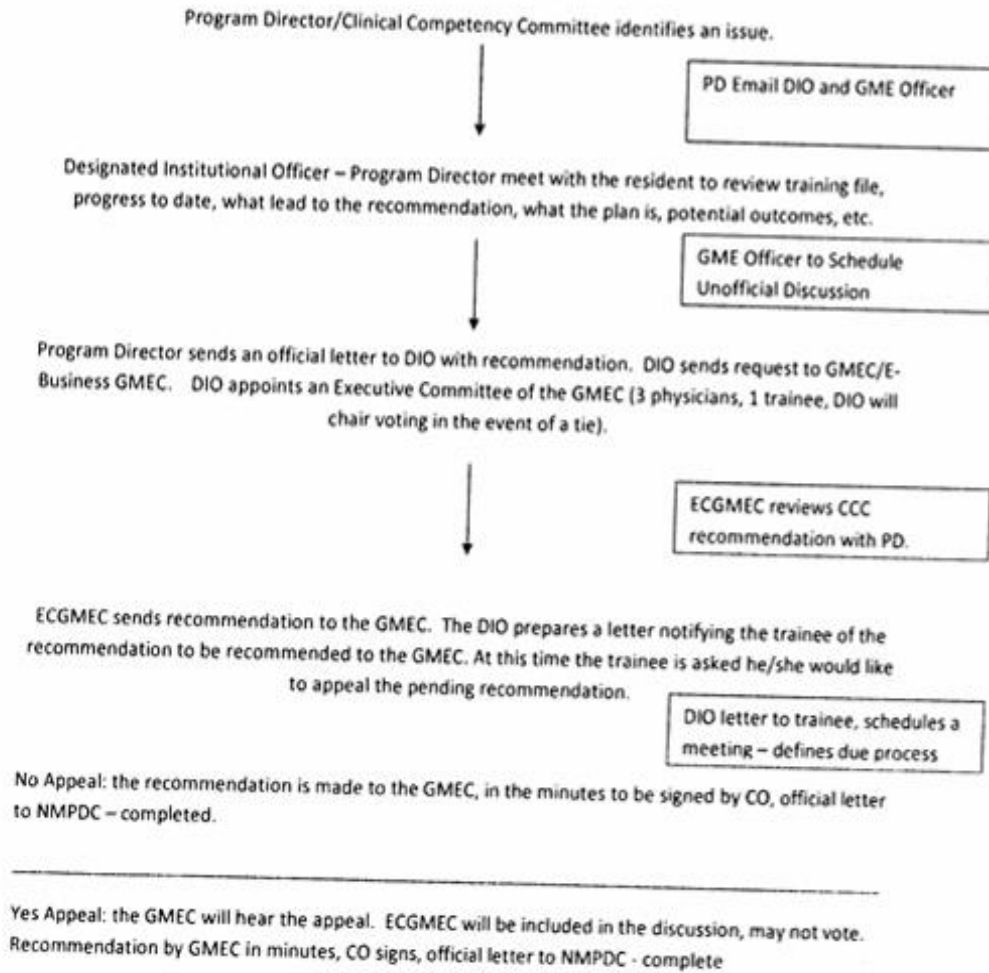 Program Director/Clinical Competency Committee identifies an issue.
PD Email DIO and GME Officer
Designated Institutional Officer – Program Director meet with the resident to review training file,
progress to date, what lead to the recommendation, what the plan is, potential outcomes, etc.
GME Officer to Schedule
Unofficial Discussion
Program Director sends an official letter to DIO with recommendation. DIO sends request to GMEC/E-
Business GMEC. DIO appoints an Executive Committee of the GMEC (3 physicians, 1 trainee, DIO will
chair voting in the event of a tie).
ECGMEC reviews CCC
recommendation with PD.
ECGMEC sends recommendation to the GMEC. The DIO prepares a letter notifying the trainee of the
recommendation to be recommended to the GMEC. At this time the trainee is asked he/she would like
to appeal the pending recommendation.
DIO letter to trainee, schedules a
meeting – defines due process
No Appeal: the recommendation is made to the GMEC, in the minutes to be signed by CO, official letter
to NMPDC – completed.
Yes Appeal: the GMEC will hear the appeal. ECGMEC will be included in the discussion, may not vote.
Recommendation by GMEC in minutes, CO signs, official letter to NMPDC - complete